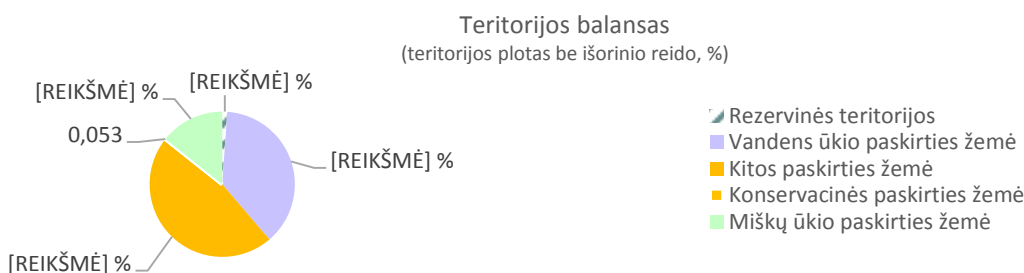 Teritorijos balansas
(teritorijos plotas be išorinio reido, %)
[REIKŠMĖ] %
[REIKŠMĖ] %
0,053
[REIKŠMĖ] %
[REIKŠMĖ] %
Rezervinės teritorijos
Vandens ūkio paskirties žemė
Kitos paskirties žemė
Konservacinės paskirties žemė
Miškų ūkio paskirties žemė